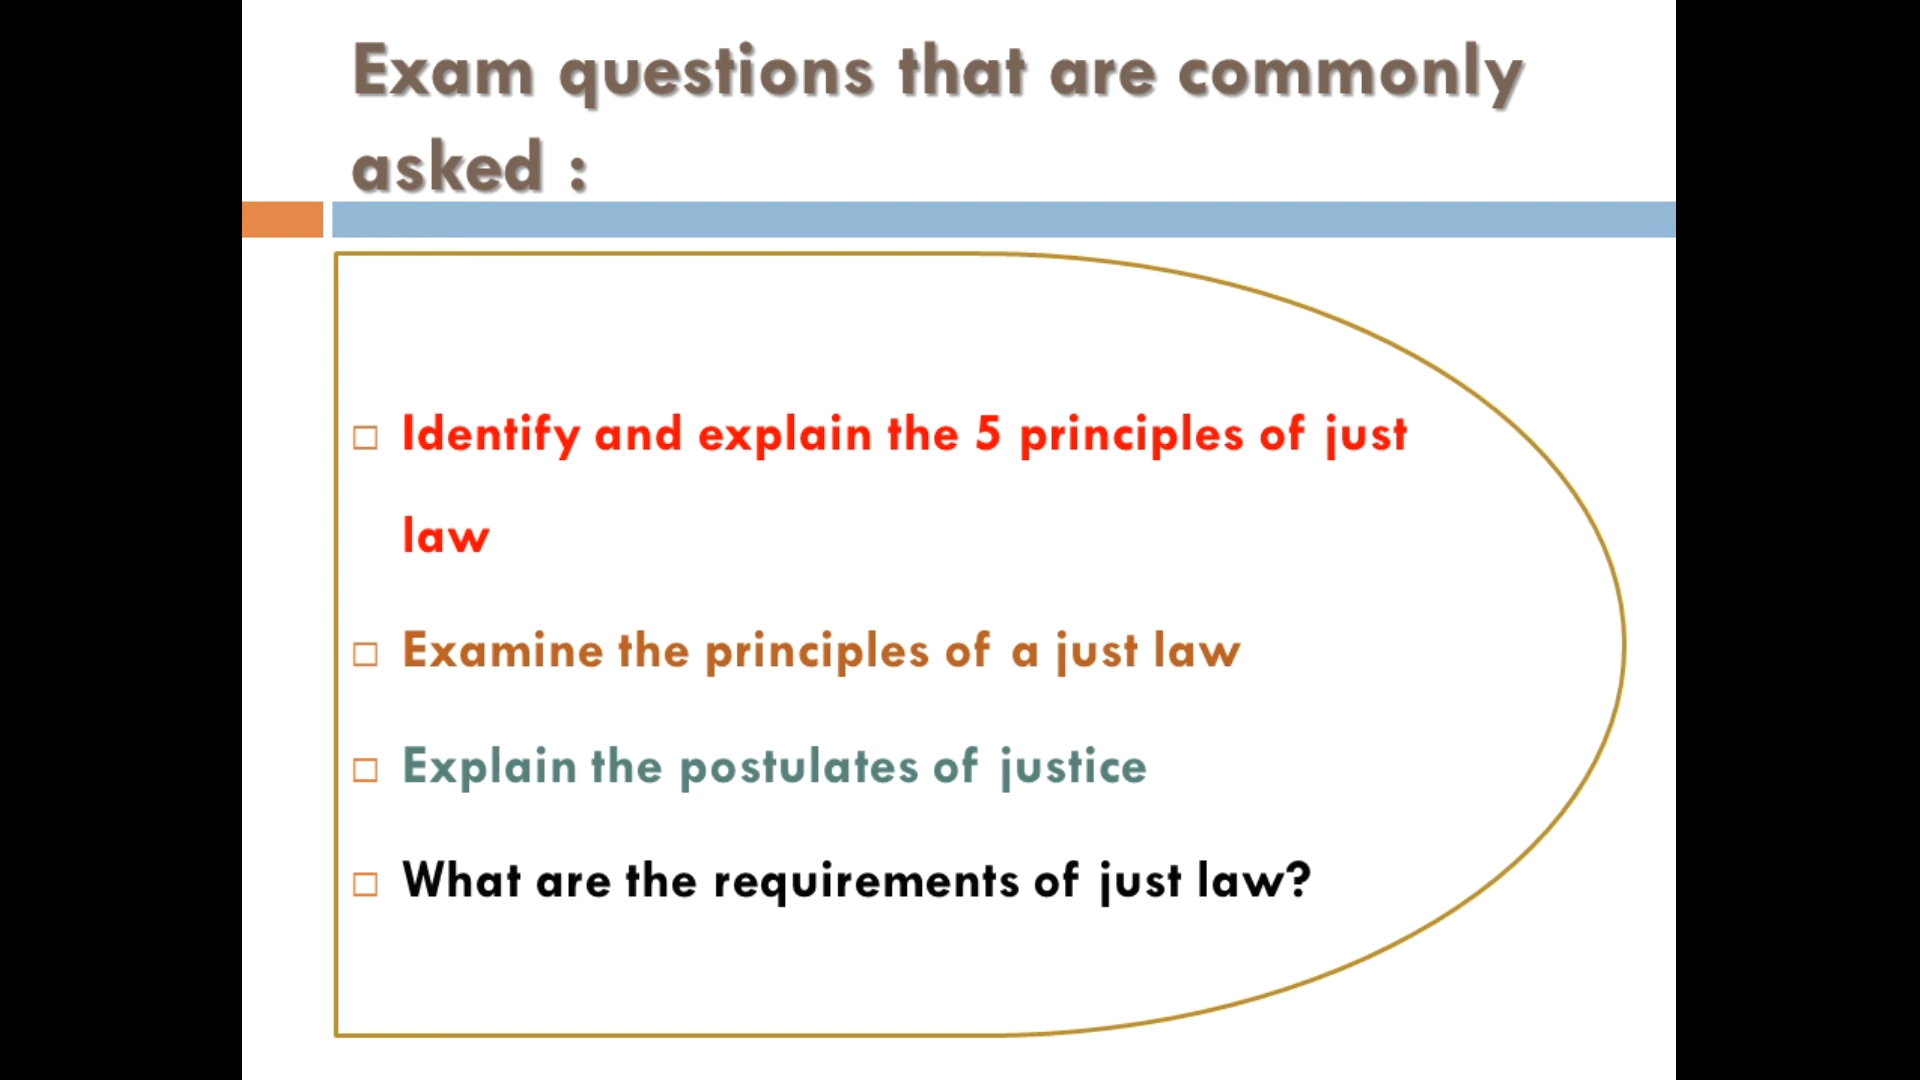 Exam questions that are commonly
asked :
Identify and explain the 5 principles of just
law
Examine the principles of a just law
Explain the postulates of justice
What are the requirements of just law?